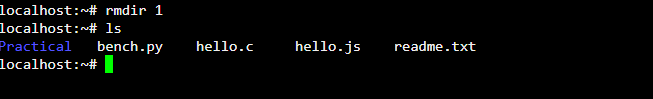 localhost:~# rmdir 1
localhost:~# ls
Practical bench.py hello.c hello.js readme.txt
localhost:~#